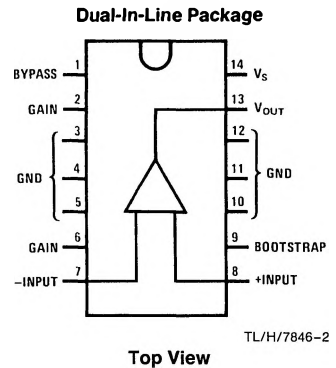 Dual-In-Line Package
BYPASS 1
14 VS
GAIN 2
13 VOUT
3
12
GND 4
11 GND
5
10
GAIN 6
9 BOOTSTRAP
–INPUT 7
8 +INPUT
TL/H/7846–2
Top View